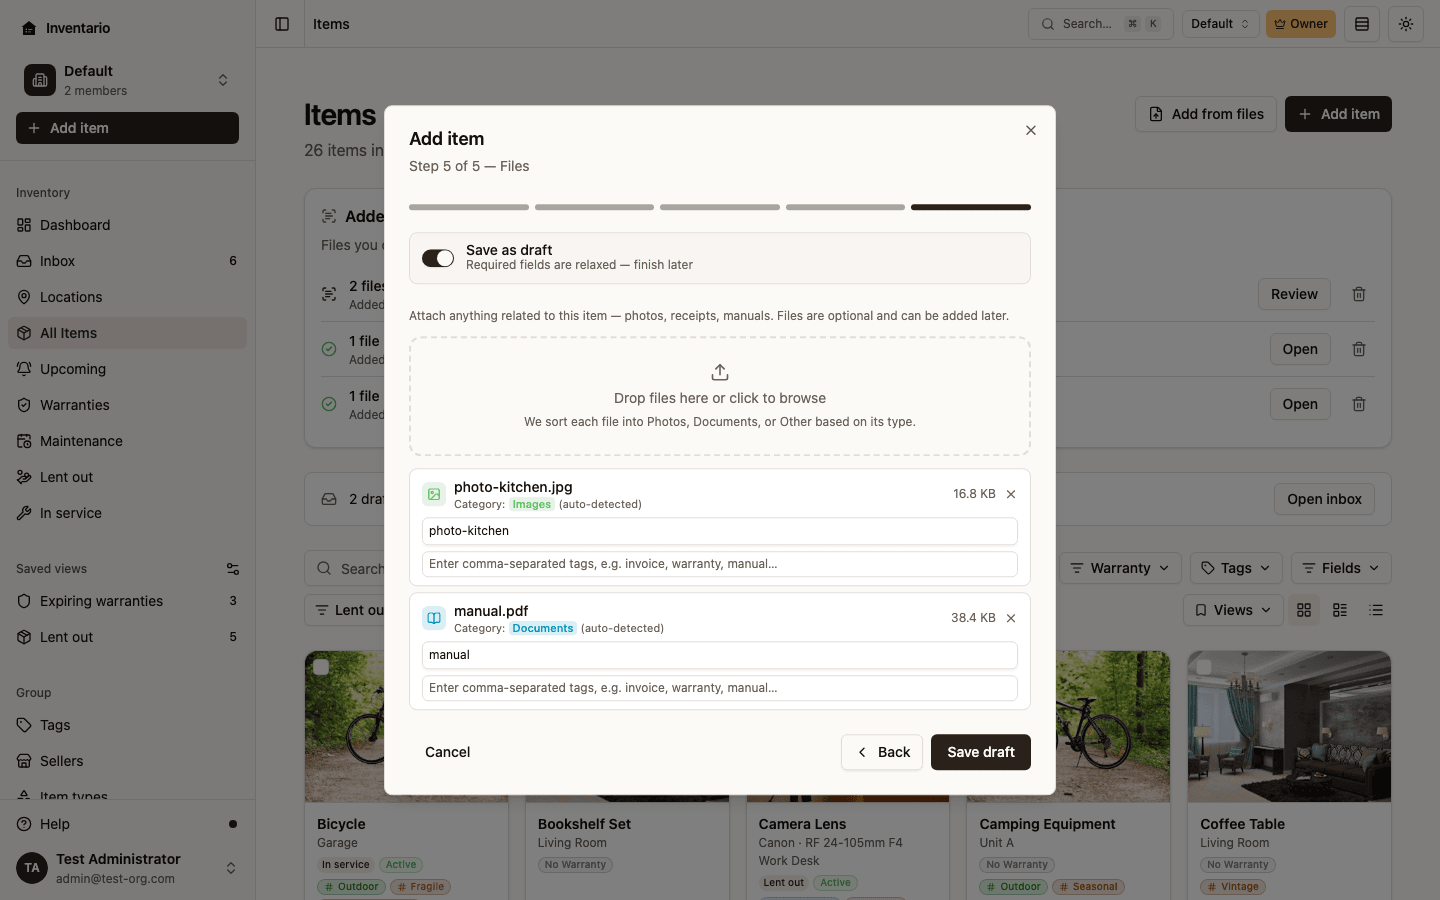 Inventario
Default
2 members
Add item
Inventory
Dashboard
Inbox 6
Locations
All Items
Upcoming
Warranties
Maintenance
Lent out
In service
Saved views
Expiring warranties 3
Lent out 5
Group
Tags
Sellers
Item types
Help
TA
Test Administrator
admin@test-org.com
Items
Search... ⌘ K
Default
Owner
Items
26 items in
Add from files
Add item
Adde
Files you
2 files
Added
Review
1 file
Added
Open
1 file
Added
Open
2 dra
Open inbox
Search
Warranty
Tags
Fields
Lent ou
Views
Add item
Step 5 of 5 — Files
Save as draft
Required fields are relaxed — finish later
Attach anything related to this item — photos, receipts, manuals. Files are optional and can be added later.
Drop files here or click to browse
We sort each file into Photos, Documents, or Other based on its type.
photo-kitchen.jpg
Category: Images (auto-detected)
16.8 KB
photo-kitchen
Enter comma-separated tags, e.g. invoice, warranty, manual...
manual.pdf
Category: Documents (auto-detected)
38.4 KB
manual
Enter comma-separated tags, e.g. invoice, warranty, manual...
Cancel
Back
Save draft
Bicycle
Garage
In service Active
# Outdoor # Fragile
Bookshelf Set
Living Room
No Warranty
Camera Lens
Canon · RF 24-105mm F4
Work Desk
Lent out Active
Camping Equipment
Unit A
No Warranty
# Outdoor # Seasonal
Coffee Table
Living Room
No Warranty
# Vintage